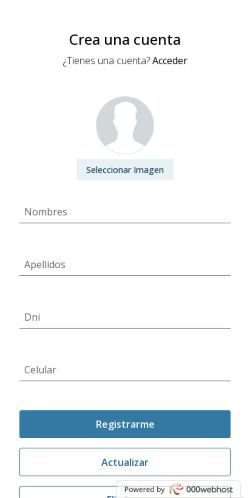 Crea una cuenta
¿Tienes una cuenta? Acceder
Seleccionar Imagen
Nombres
Apellidos
Dni
Celular
Registrarme
Actualizar
Powered by 000webhost